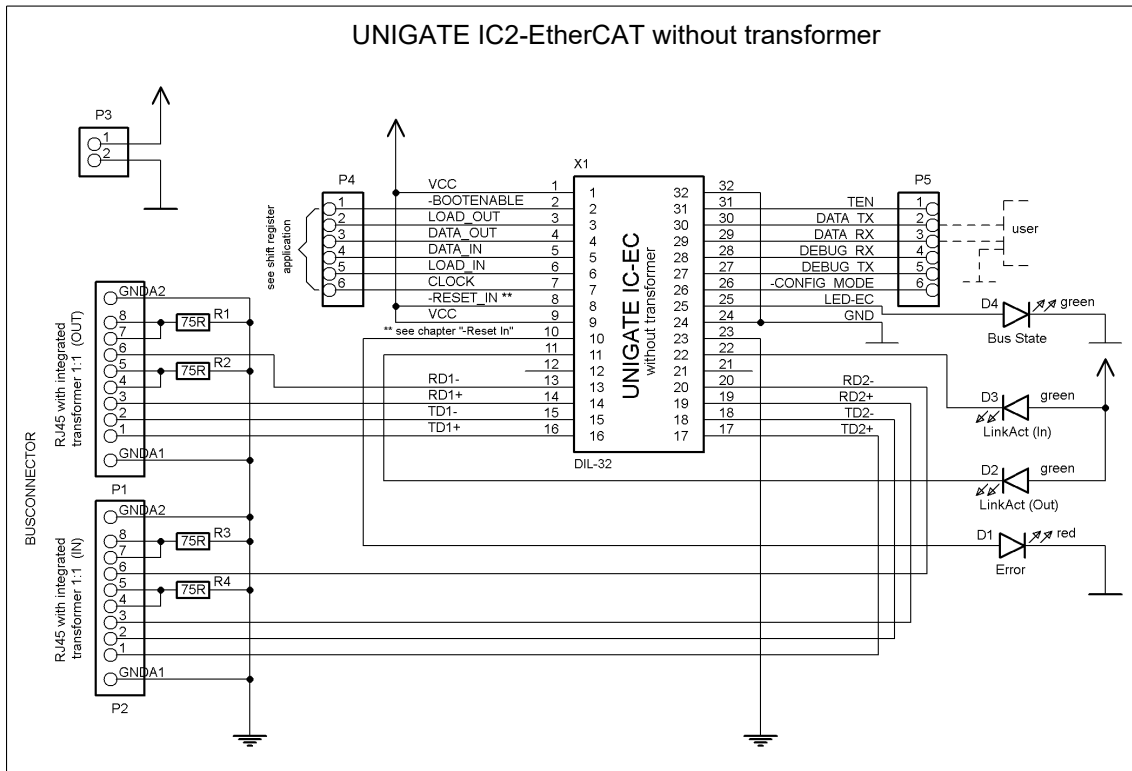 UNIGATE IC2-EtherCAT without transformer
P3
1
2
P4
1
2
3
4
5
6
see shift register
application
VCC
-BOOTENABLE
LOAD_OUT
DATA_OUT
DATA_IN
LOAD_IN
CLOCK
-RESET_IN **
VCC
** see chapter "-Reset In"
RD1-
RD1+
TD1-
TD1+
1
2
3
4
5
6
7
8
9
10
11
12
13
14
15
16
X1
1
2
3
4
5
6
7
8
9
10
11
12
13
14
15
16
UNIGATE IC-EC
without transformer
32
31
30
29
28
27
26
25
24
23
22
21
20
19
18
17
DIL-32
32
31
30
29
28
27
26
25
24
23
22
21
20
19
18
17
TEN
DATA_TX
DATA_RX
DEBUG_RX
DEBUG_TX
-CONFIG_MODE
LED-EC
GND
RD2-
RD2+
TD2-
TD2+
P5
1
2
3
4
5
6
user
D4
green
Bus State
D3
green
LinkAct (In)
D2
green
LinkAct (Out)
D1
red
Error
BUSCONNECTOR
RJ45 with integrated
transformer 1:1 (OUT)
GNDA2
8
7
6
5
4
3
2
1
GNDA1
P1
75R
R1
75R
R2
RJ45 with integrated
transformer 1:1 (IN)
GNDA2
8
7
6
5
4
3
2
1
GNDA1
P2
75R
R3
75R
R4